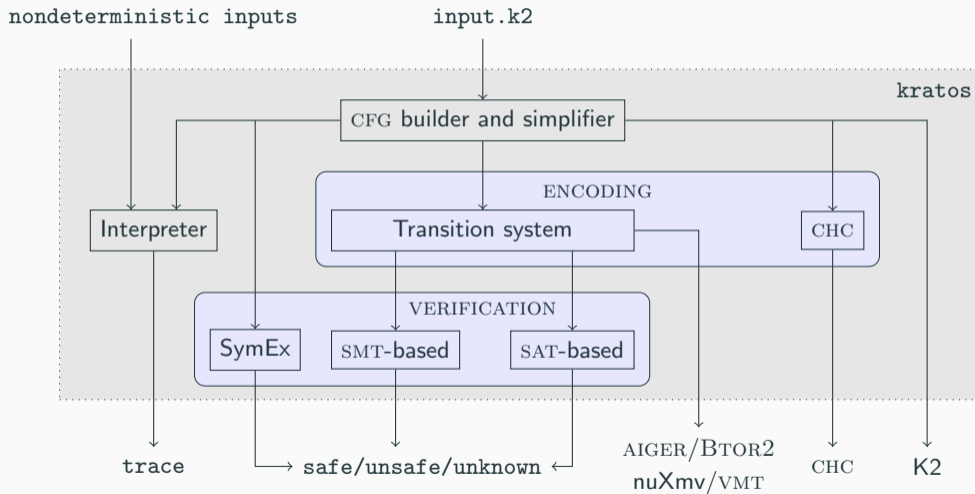 nondeterministic inputs
input.k2
kratos
CFG builder and simplifier
ENCODING
Interpreter
Transition system
CHC
VERIFICATION
SymEx
SMT-based
SAT-based
trace
safe/unsafe/unknown
AIGER/BTOR2
nuXmv/VMT
CHC
K2